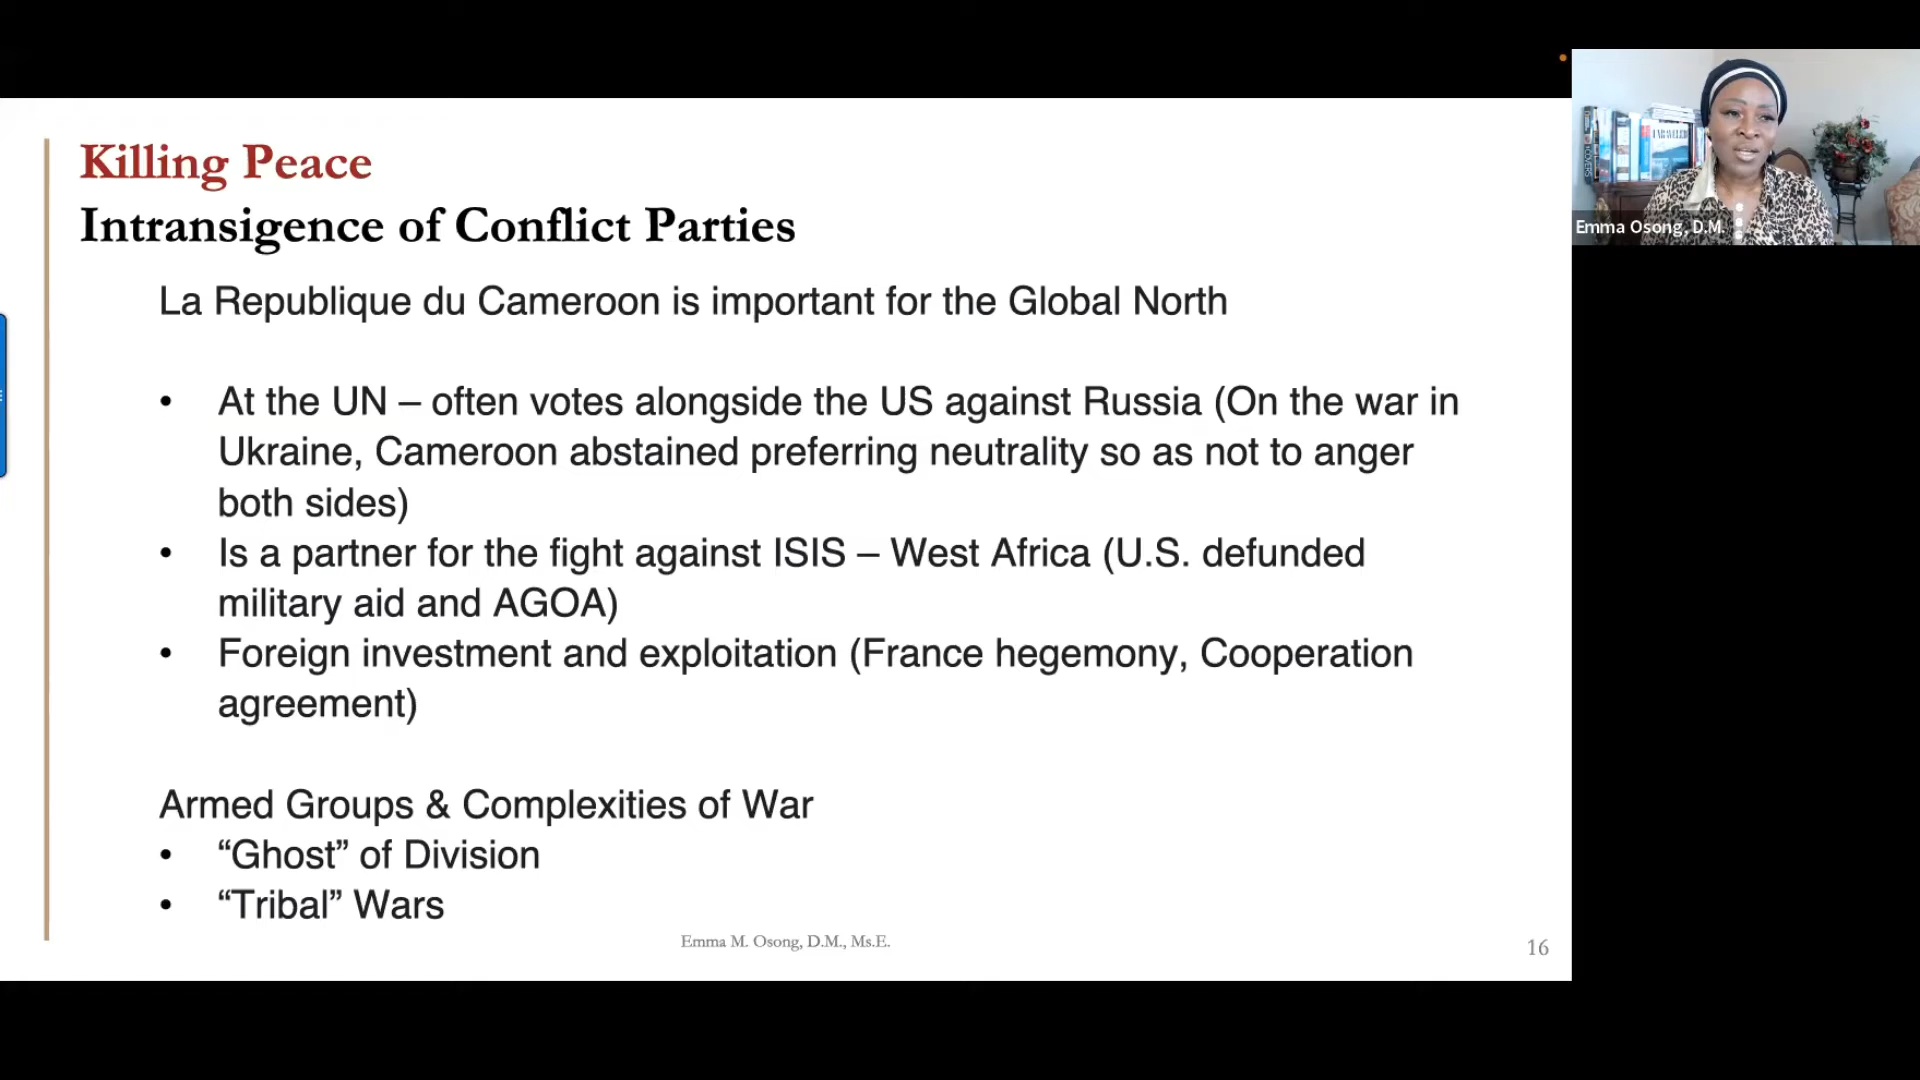 Killing Peace
Intransigence of Conflict Parties
La Republique du Cameroon is important for the Global North
• At the UN – often votes alongside the US against Russia (On the war in
Ukraine, Cameroon abstained preferring neutrality so as not to anger
both sides)
• Is a partner for the fight against ISIS – West Africa (U.S. defunded
military aid and AGOA)
• Foreign investment and exploitation (France hegemony, Cooperation
agreement)
Armed Groups & Complexities of War
• “Ghost” of Division
• “Tribal” Wars
Emma M. Osong, D.M., Ms.E.
16
Emma Osong, D.M.